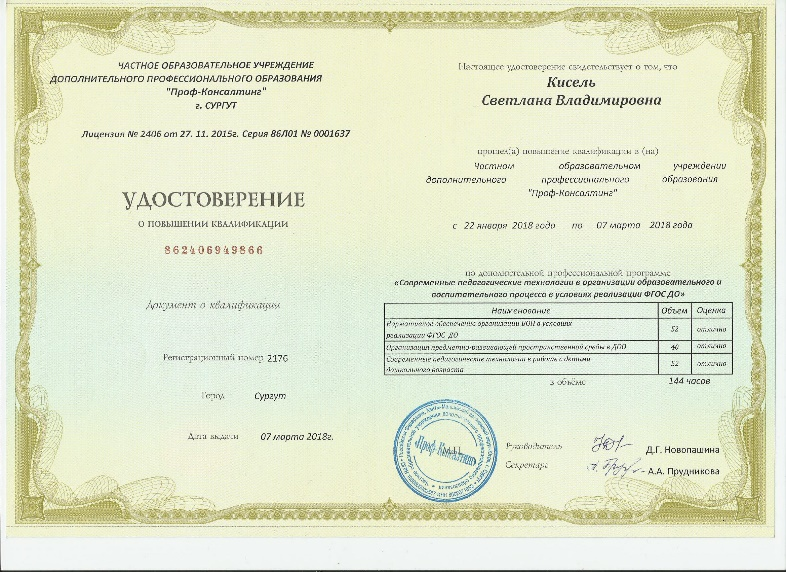 ЧАСТНОЕ ОБРАЗОВАТЕЛЬНОЕ УЧРЕЖДЕНИЕ
ДОПОЛНИТЕЛЬНОГО ПРОФЕССИОНАЛЬНОГО ОБРАЗОВАНИЯ
"Проф-Консалтинг"
г. СУРГУТ
Лицензия № 2406 от 27. 11. 2015г. Серия 86Л01 № 0001637
УДОСТОВЕРЕНИЕ
О ПОВЫШЕНИИ КВАЛИФИКАЦИИ
862406949866
Документ о квалификации
Регистрационный номер 2176
Город Сургут
Дата выдачи 07 марта 2018г.
Настоящее удостоверение свидетельствует о том, что
Кисель
Светлана Владимировна
прошел(а) повышение квалификации в (на)
Частном образовательном учреждении
дополнительного профессионального образования
"Проф-Консалтинг"
с 22 января 2018 года по 07 марта 2018 года
по дополнительной профессиональной программе
«Современные педагогические технологии в организации образовательного и
воспитательного процесса в условиях реализации ФГОС ДО»
Наименование Объем Оценка
Нормативное обеспечение организации в условиях
реализации ФГОС ДО 52 отлично
Организация предметно-развивающей пространственной среды в ДОО 40 отлично
Современные педагогические технологии в работе с детьми
дошкольного возраста 52 отлично
в объёме 144 часов
«Проф-Консалтинг»
Руководитель Д.Г. Новопашина
Секретарь А.А. Прудникова